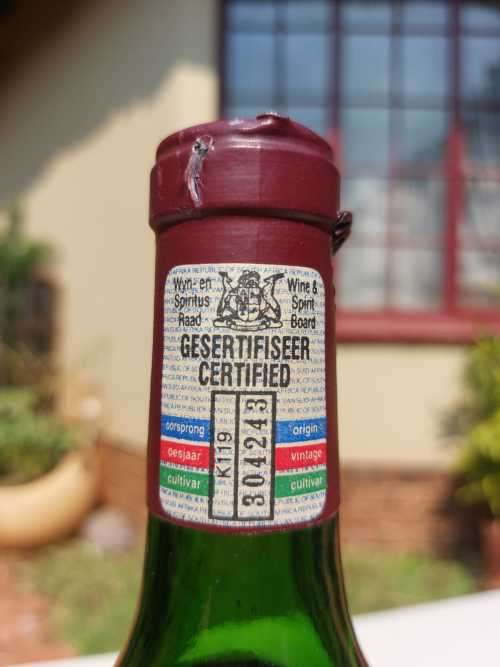 Wyn- en
Spiritus
Raad
Wine &
Spirit
Board
GESERTIFISEER
CERTIFIED
oorsprong
origin
oesjaar
vintage
cultivar
cultivar
K119
304243